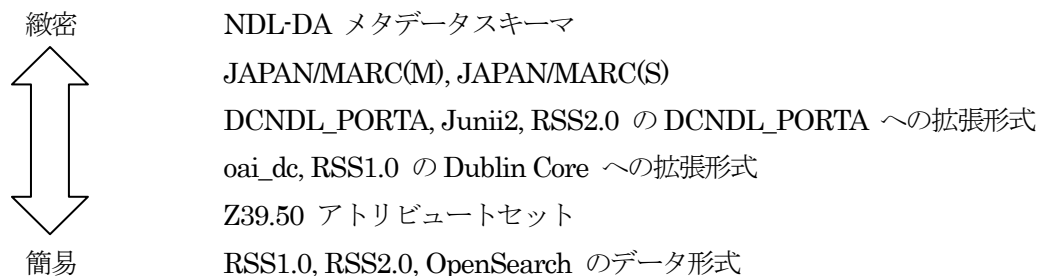 緻密 NDL-DA メタデータスキーマ
JAPAN/MARC(M), JAPAN/MARC(S)
DCNDL_PORTA, Junii2, RSS2.0 の DCNDL_PORTA への拡張形式
oai_dc, RSS1.0 の Dublin Core への拡張形式
Z39.50 アトリビュートセット
簡易 RSS1.0, RSS2.0, OpenSearch のデータ形式